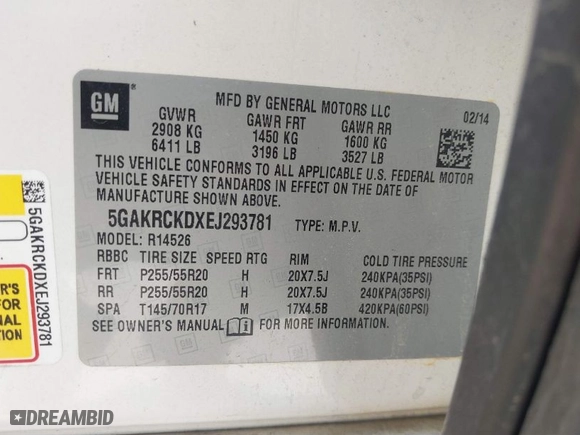 GM
MFD BY GENERAL MOTORS LLC
02/14
GVWR GAWR FRT GAWR RR
2908 KG 1450 KG 1600 KG
6411 LB 3196 LB 3527 LB
THIS VEHICLE CONFORMS TO ALL APPLICABLE U.S. FEDERAL MOTOR
VEHICLE SAFETY STANDARDS IN EFFECT ON THE DATE OF
MANUFACTURE SHOWN ABOVE.
5GAKRCKDXEJ293781 TYPE: M.P.V.
MODEL: R14526
RBBC TIRE SIZE SPEED RTG RIM COLD TIRE PRESSURE
FRT P255/55R20 H 20X7.5J 240KPA(35PSI)
RR P255/55R20 H 20X7.5J 240KPA(35PSI)
SPA T145/70R17 M 17X4.5B 420KPA(60PSI)
SEE OWNER'S MANUAL FOR MORE INFORMATION
5GAKRCKDXEJ293781
ER'S
FOR
NAL
TION
DREAMBID